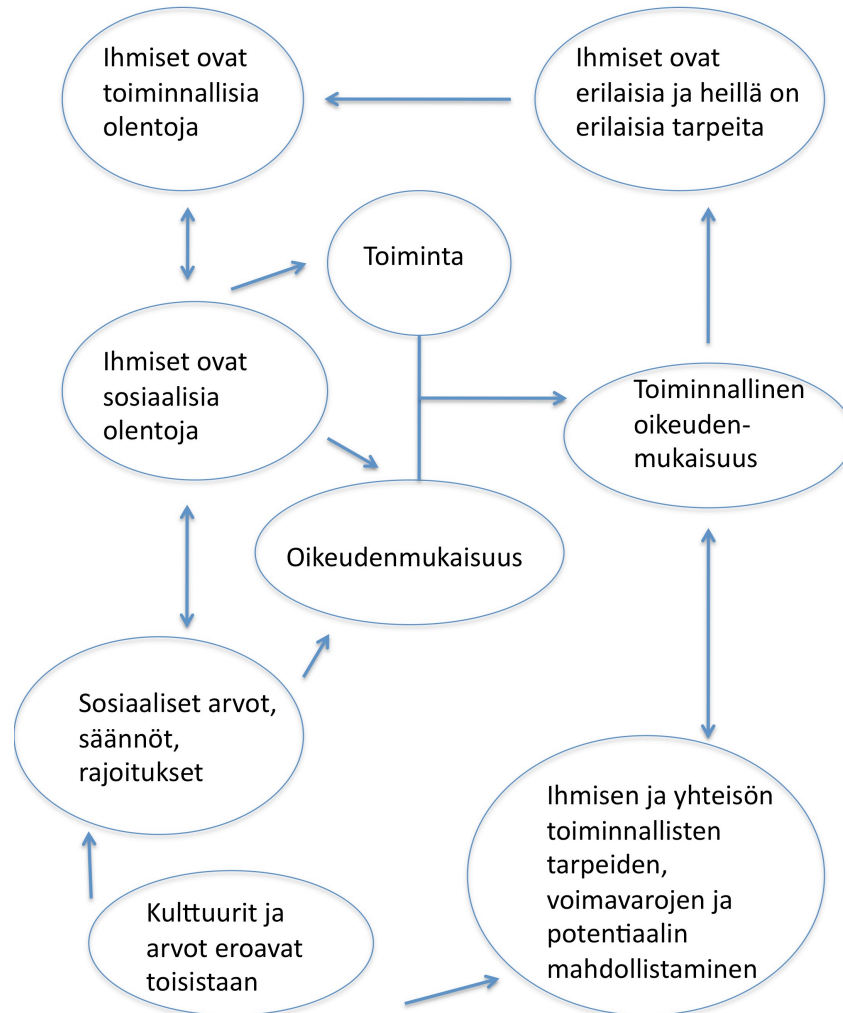 Ihmiset ovat
toiminnallisia
olentoja
Ihmiset ovat
erilaisia ja heillä on
erilaisia tarpeita
Toiminta
Ihmiset ovat
sosiaalisia
olentoja
Toiminnallinen
oikeuden-
mukaisuus
Oikeudenmukaisuus
Sosiaaliset arvot,
säännöt,
rajoitukset
Ihmisen ja yhteisön
toiminnallisten
tarpeiden,
voimavarojen ja
potentiaalin
mahdollistaminen
Kulttuurit ja
arvot eroavat
toisistaan